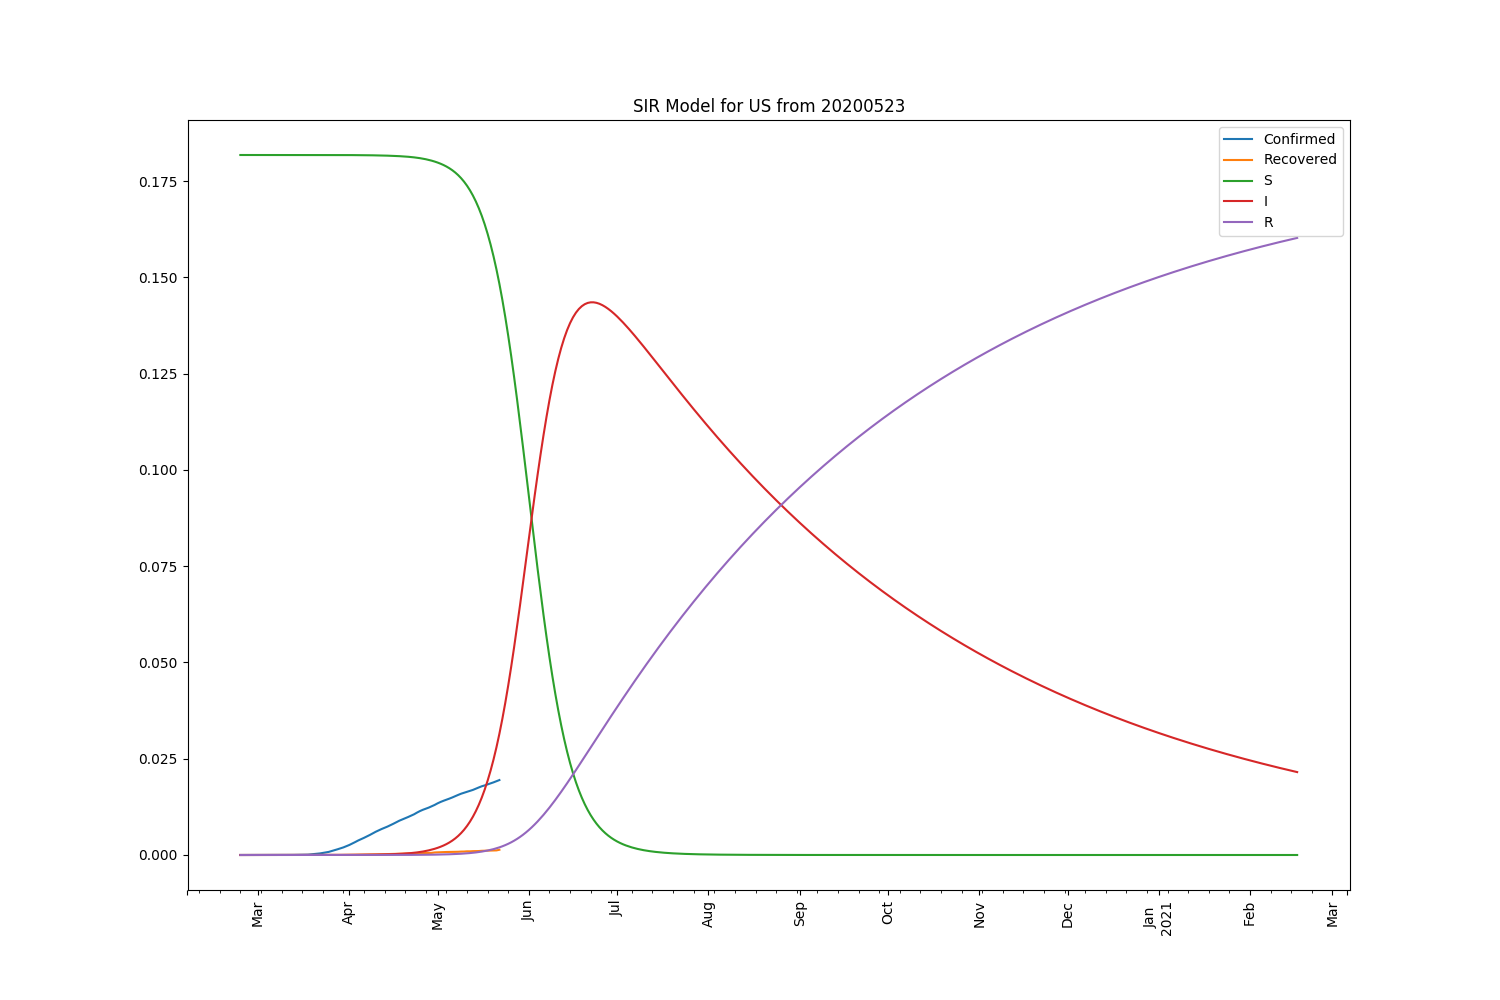 SIR Model for US from 20200523
Confirmed
Recovered
S
I
R
0.175
0.150
0.125
0.100
0.075
0.050
0.025
0.000
Mar
Apr
May
Jun
Jul
Aug
Sep
Oct
Nov
Dec
Jan
2021
Feb
Mar